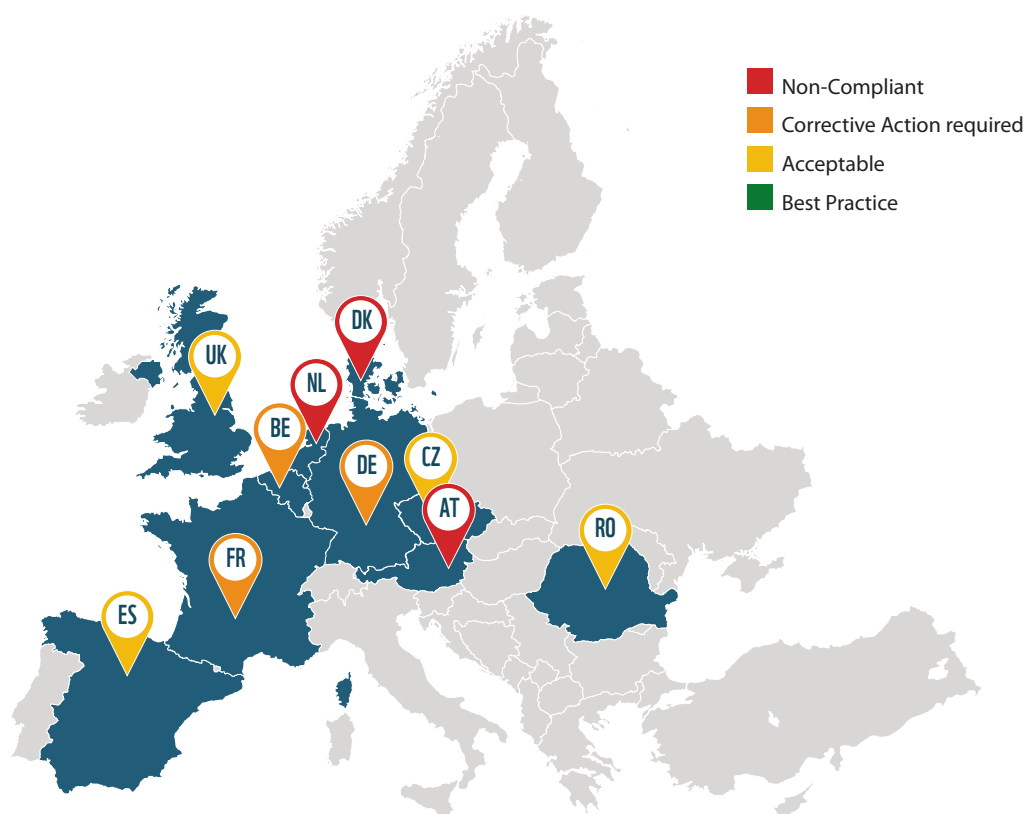 Non-Compliant
Corrective Action required
Acceptable
Best Practice
DK
UK
NL
BE
DE
CZ
AT
RO
FR
ES